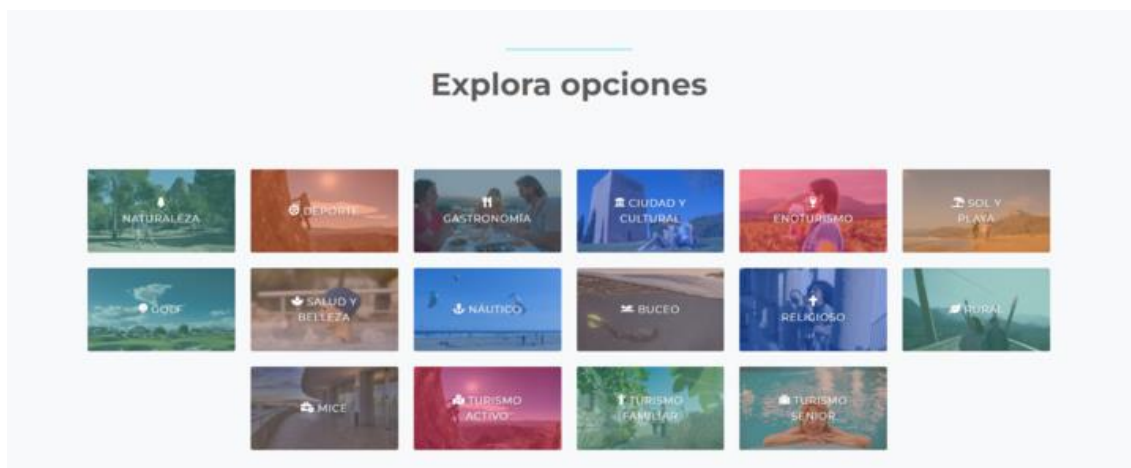 Explora opciones
NATURALEZA
DEPORTE
GASTRONOMÍA
CIUDAD Y
CULTURAL
ENOTURISMO
SOL Y
PLAYA
GOLF
SALUD Y
BELLEZA
NÁUTICO
BUCEO
RELIGIOSO
RURAL
MICE
TURISMO
ACTIVO
TURISMO
FAMILIAR
TURISMO
SENIOR